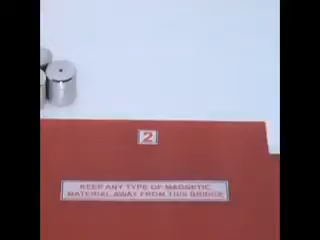 2
KEEP ANY TYPE OF MAGNETIC
MATERIAL AWAY FROM THIS BRIDGE